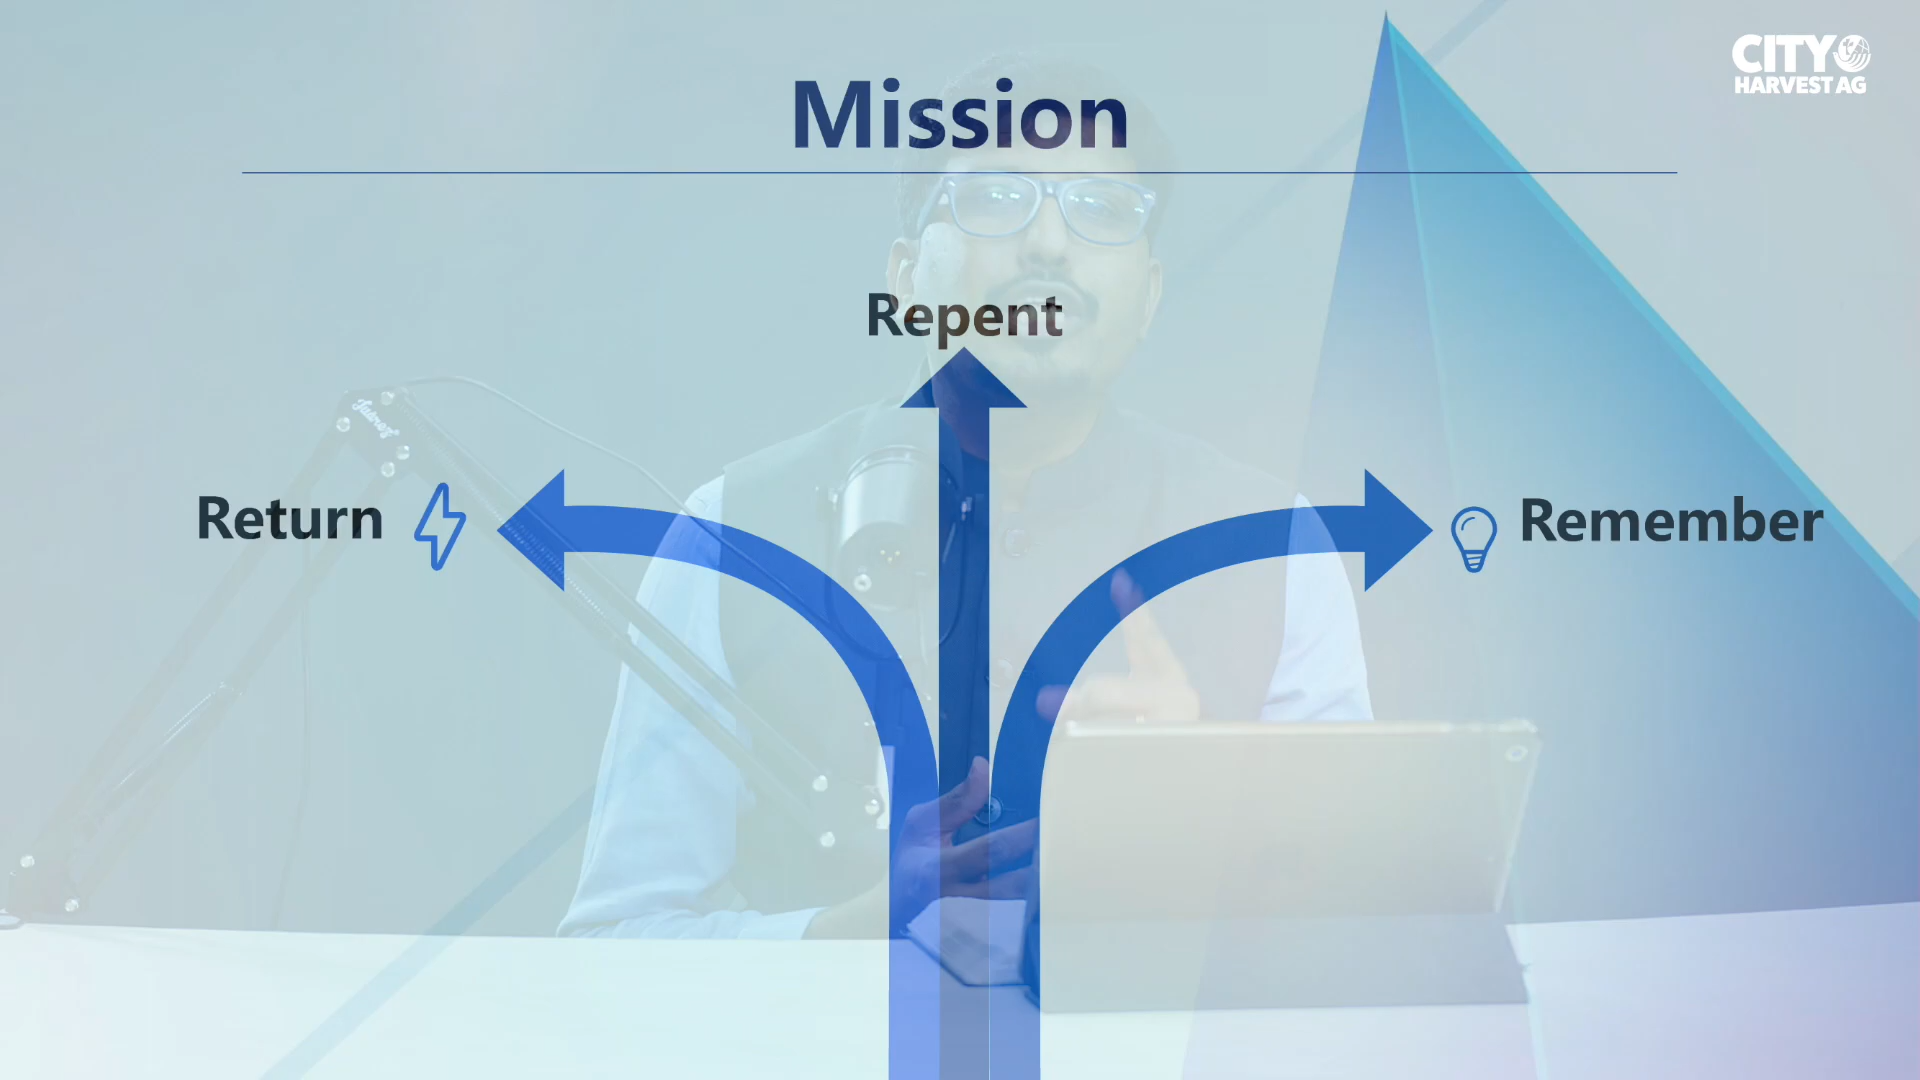 CITY
HARVEST AG
Mission
Repent
Return
Remember